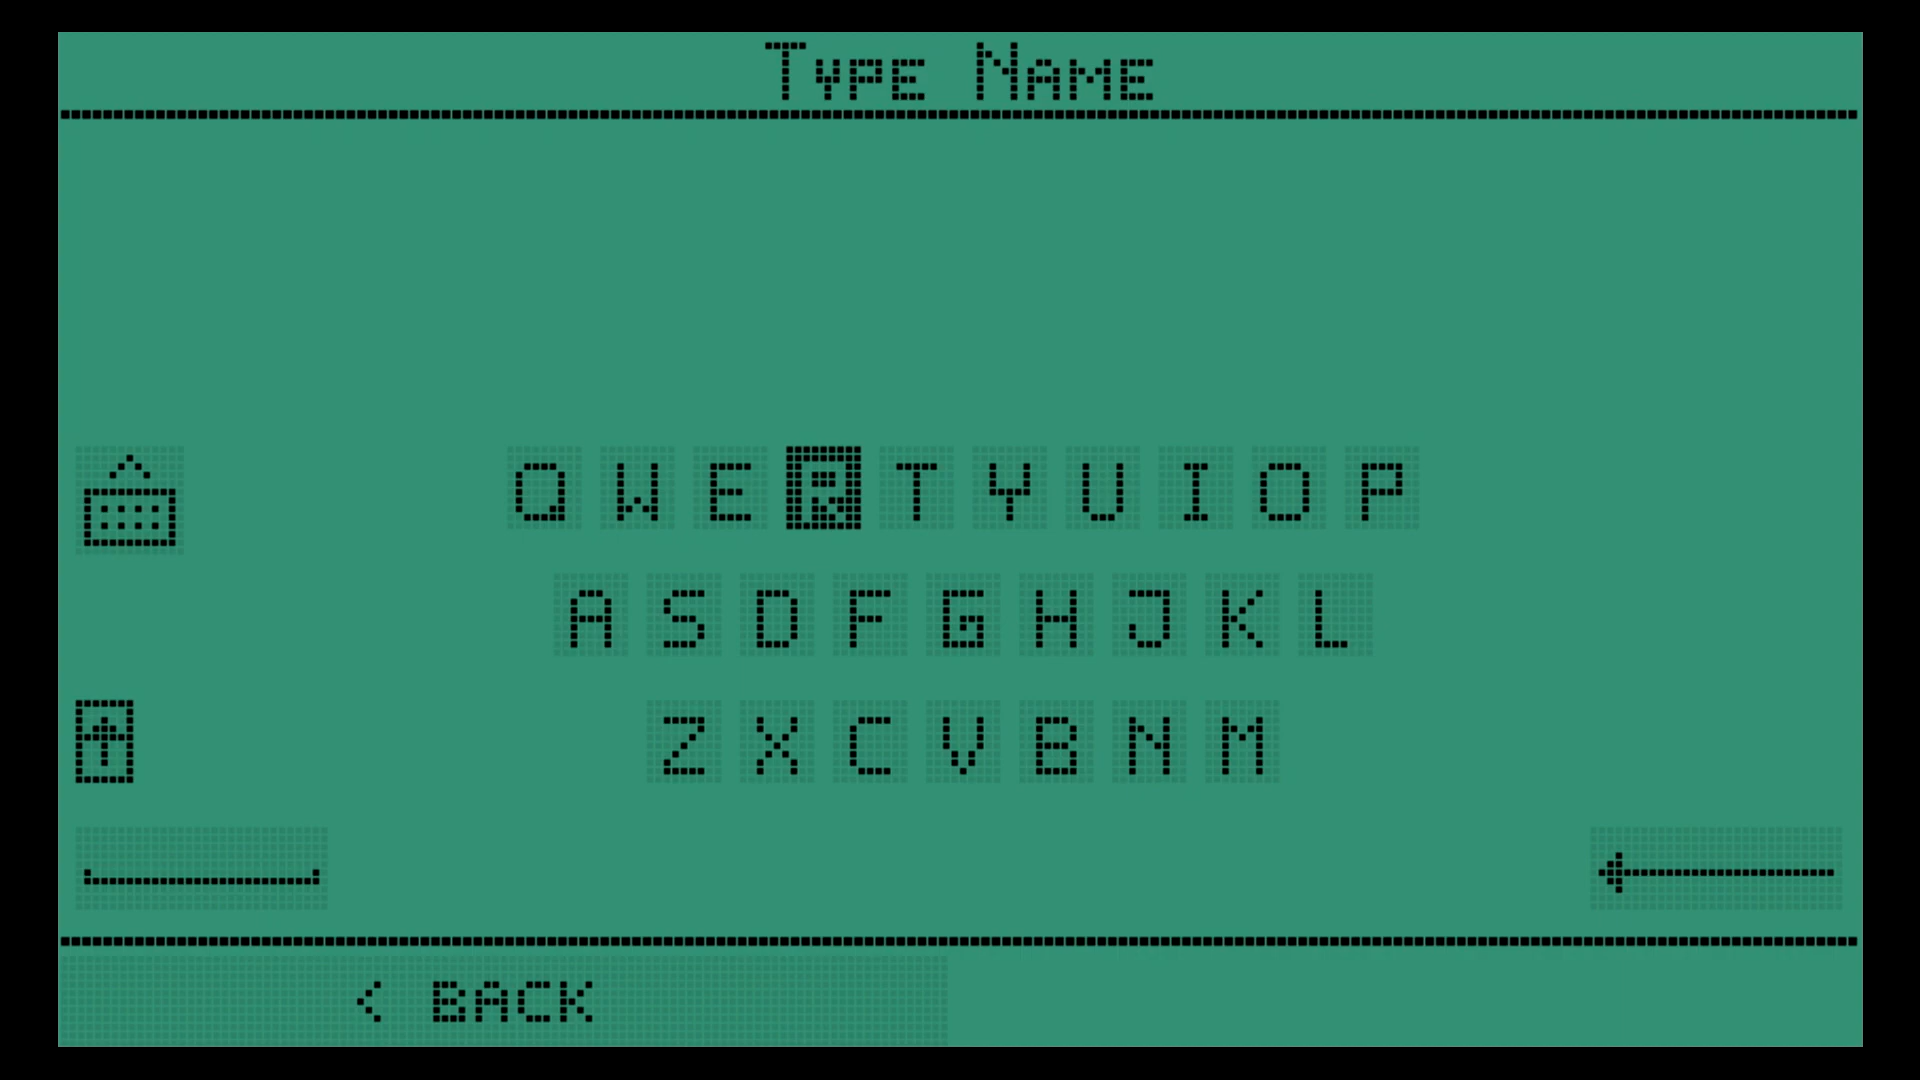 Type Name
Q W E R T Y U I O P
A S D F G H J K L
Z X C V B N M
< BACK